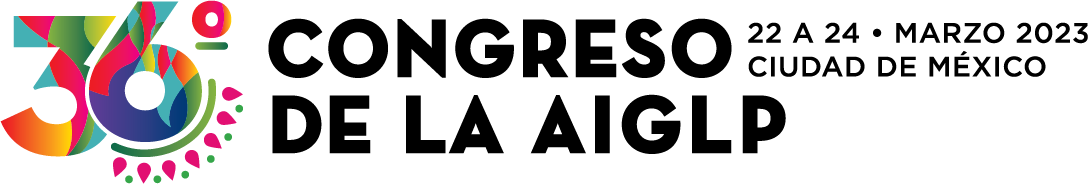 36º
CONGRESO
DE LA AIGLP
22 A 24 • MARZO 2023
CIUDAD DE MÉXICO